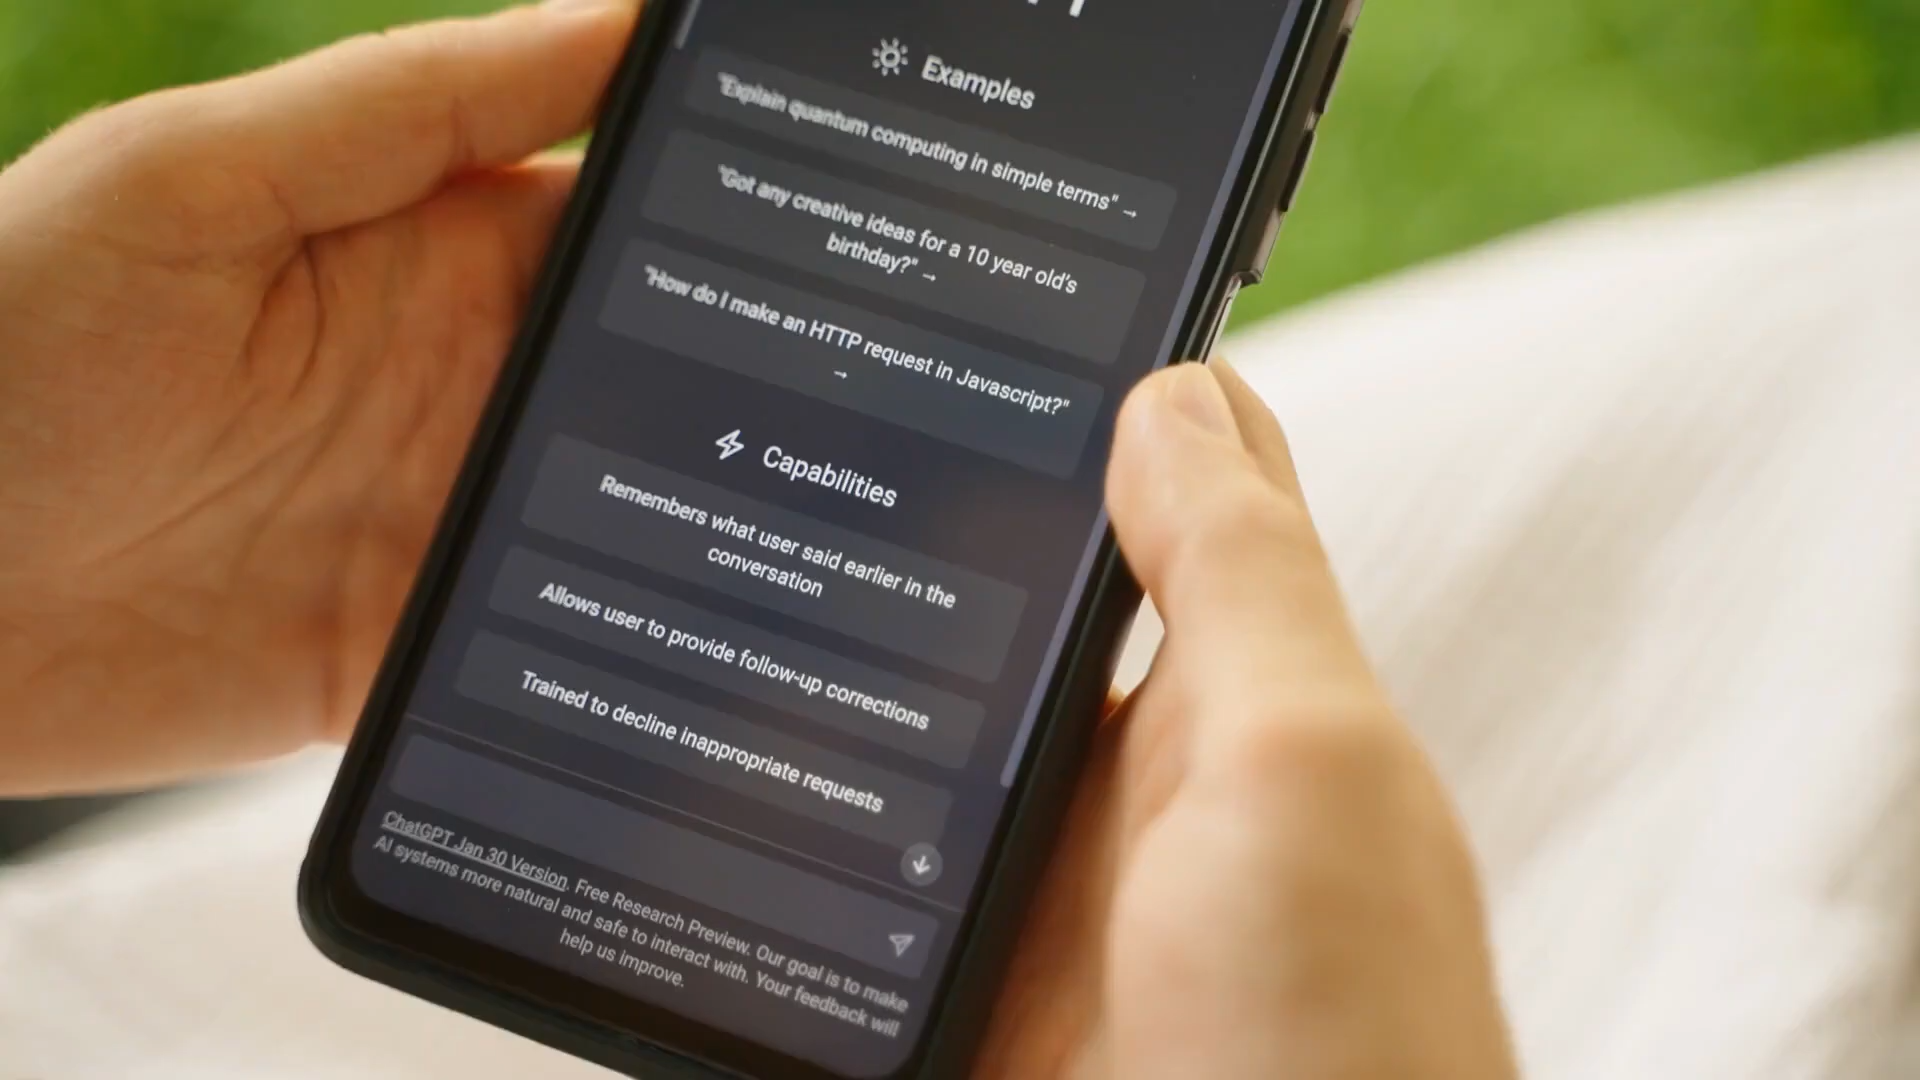 Examples
"Explain quantum computing in simple terms" →
"Got any creative ideas for a 10 year old's
birthday?" →
"How do I make an HTTP request in Javascript?"
→
Capabilities
Remembers what user said earlier in the
conversation
Allows user to provide follow-up corrections
Trained to decline inappropriate requests
ChatGPT Jan 30 Version. Free Research Preview. Our goal is to make
AI systems more natural and safe to interact with. Your feedback will
help us improve.